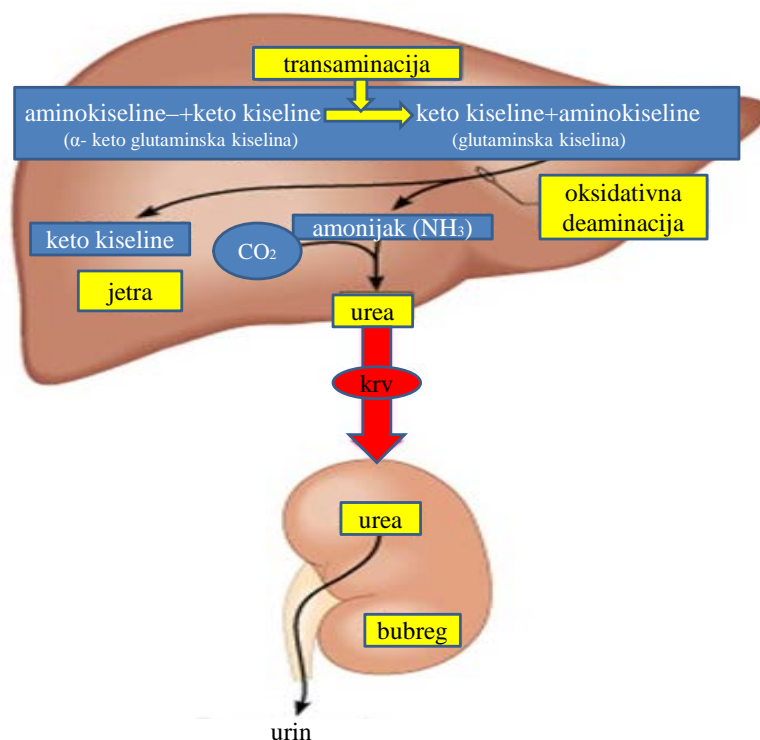 transaminacija
aminokiseline–+keto kiseline
(α- keto glutaminska kiselina)
keto kiseline+aminokiseline
(glutaminska kiselina)
oksidativna
deaminacija
keto kiseline
CO₂
amonijak (NH₃)
jetra
urea
krv
urea
bubreg
urin